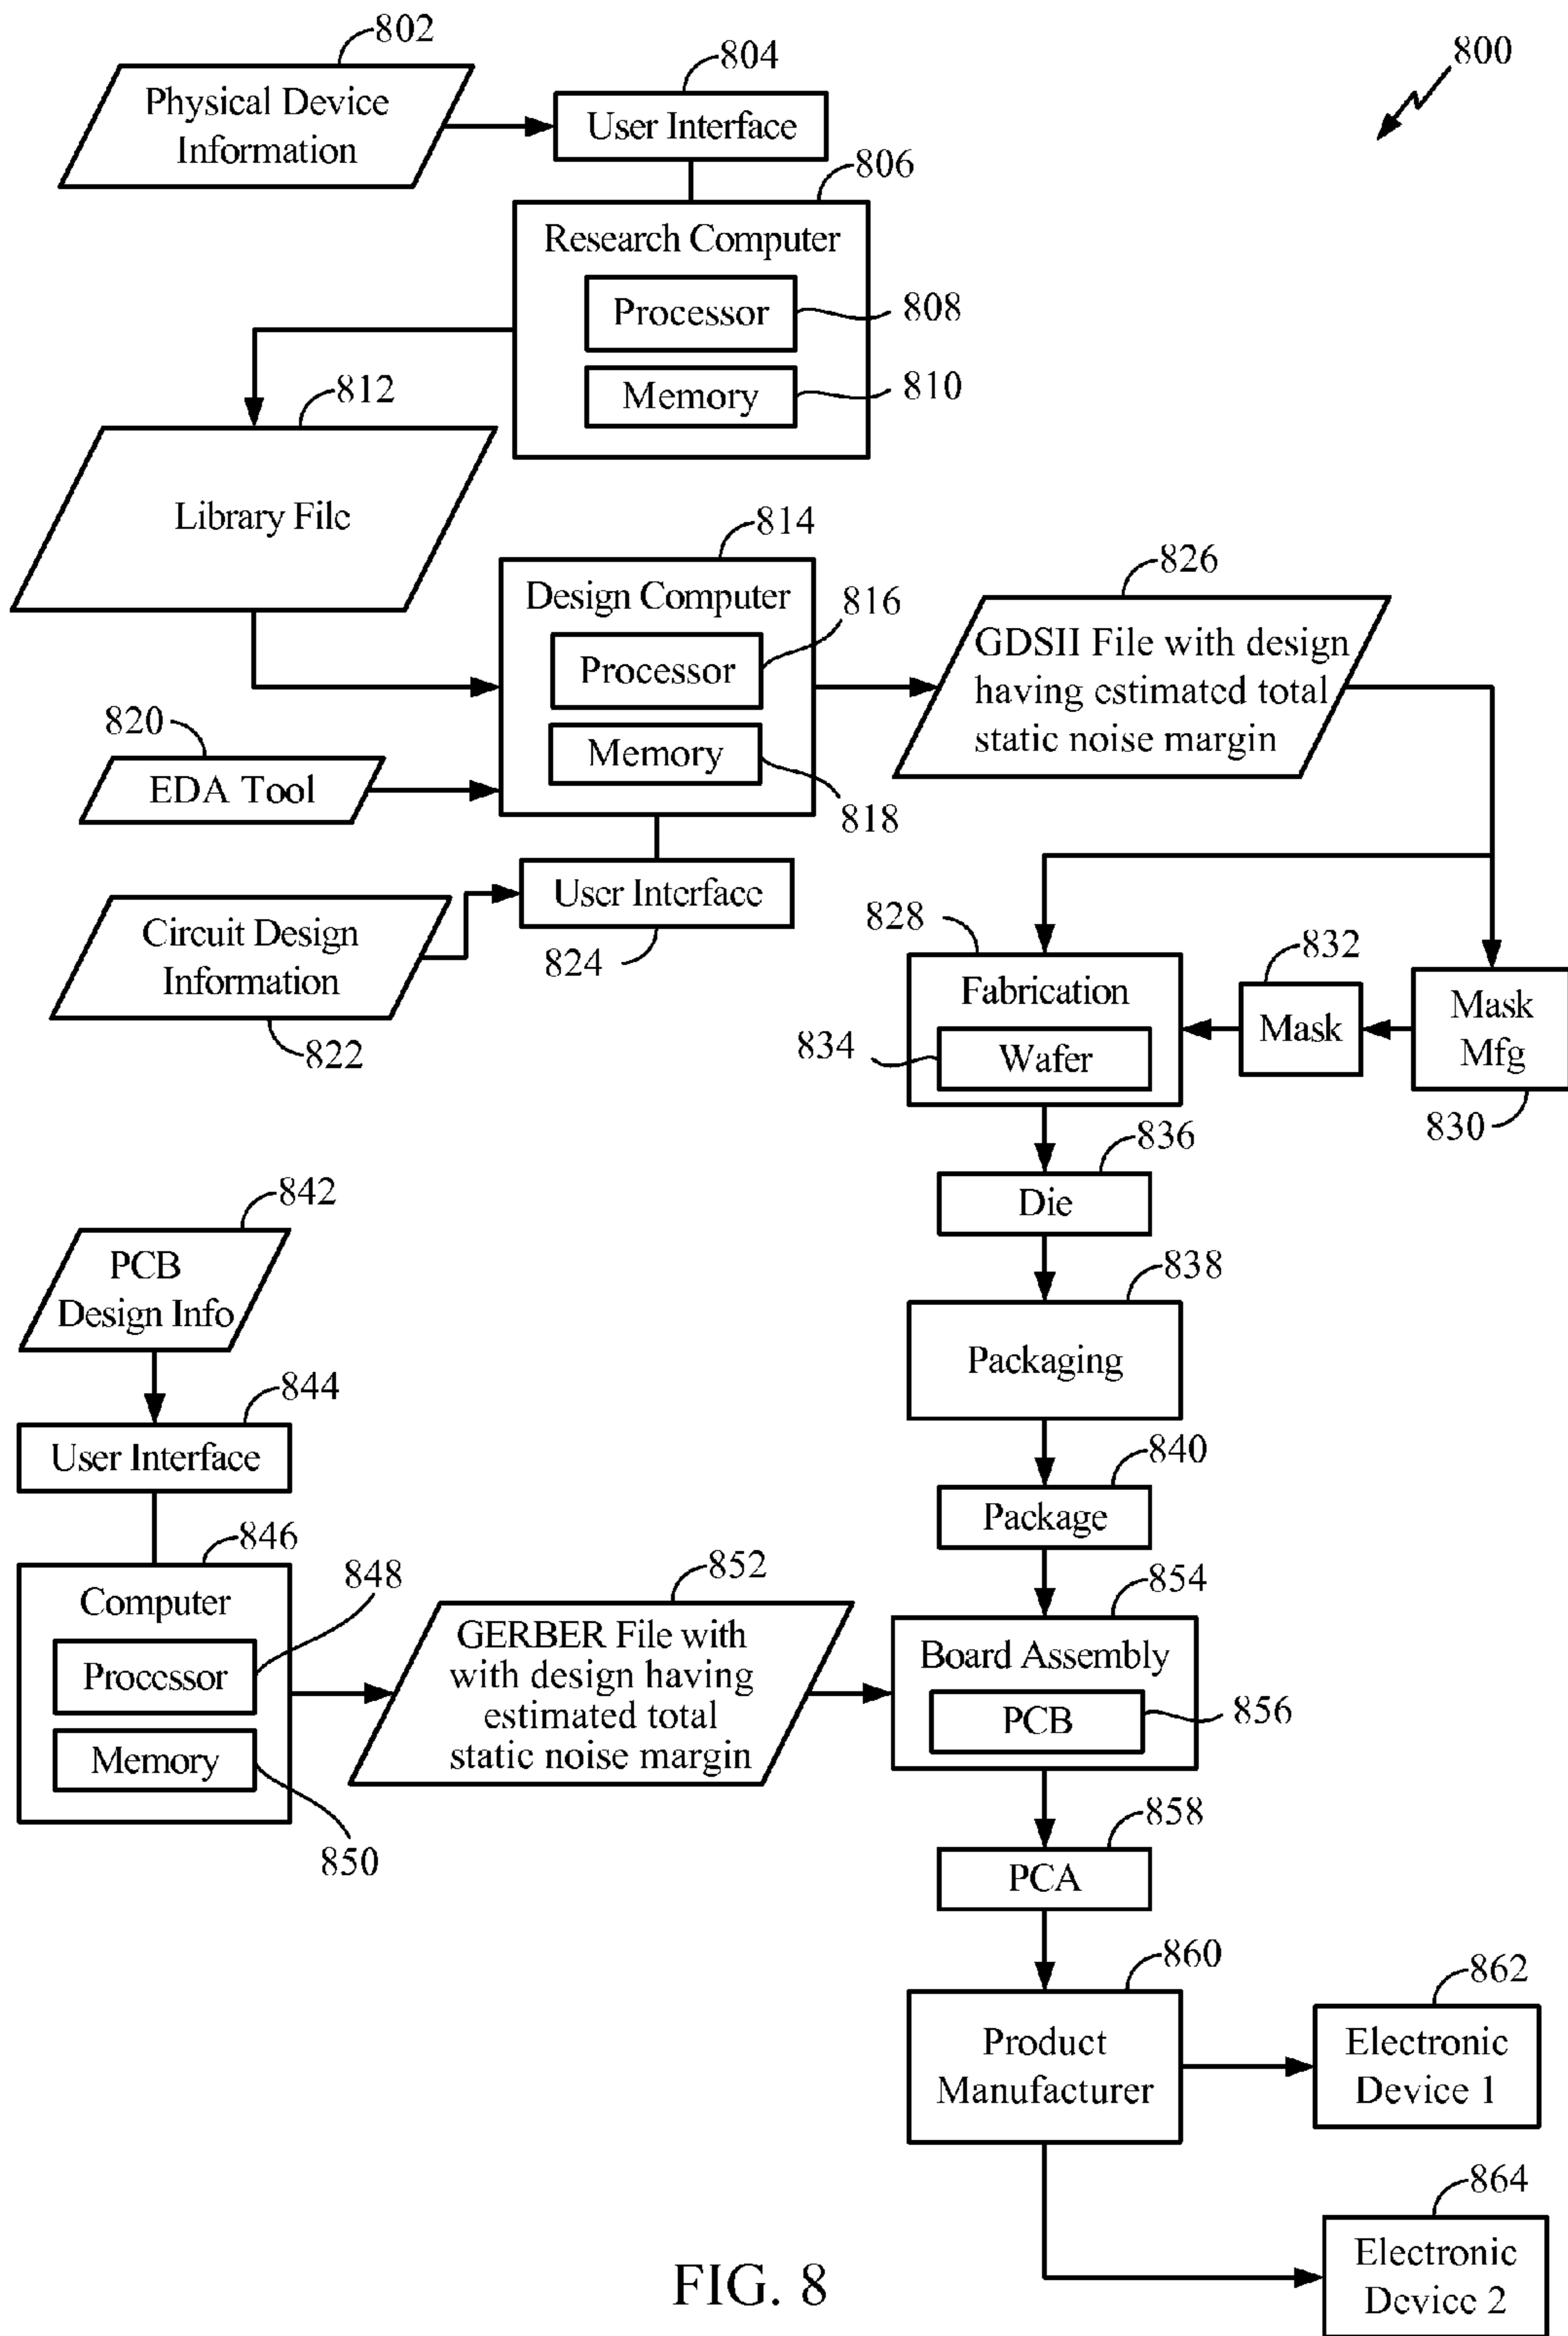 802
800
804
Physical Device
Information
User Interface
806
Research Computer
Processor
808
Memory
810
812
Library File
814
Design Computer
816
Processor
Memory
818
826
GDSII File with design
having estimated total
static noise margin
820
EDA Tool
User Interface
824
Circuit Design
Information
822
828
Fabrication
834
Wafer
832
Mask
Mask
Mfg
830
836
Die
838
Packaging
840
Package
842
PCB
Design Info
844
User Interface
846
Computer
848
Processor
Memory
850
852
GERBER File with
with design having
estimated total
static noise margin
854
Board Assembly
PCB
856
858
PCA
860
Product
Manufacturer
862
Electronic
Device 1
864
Electronic
Device 2
FIG. 8